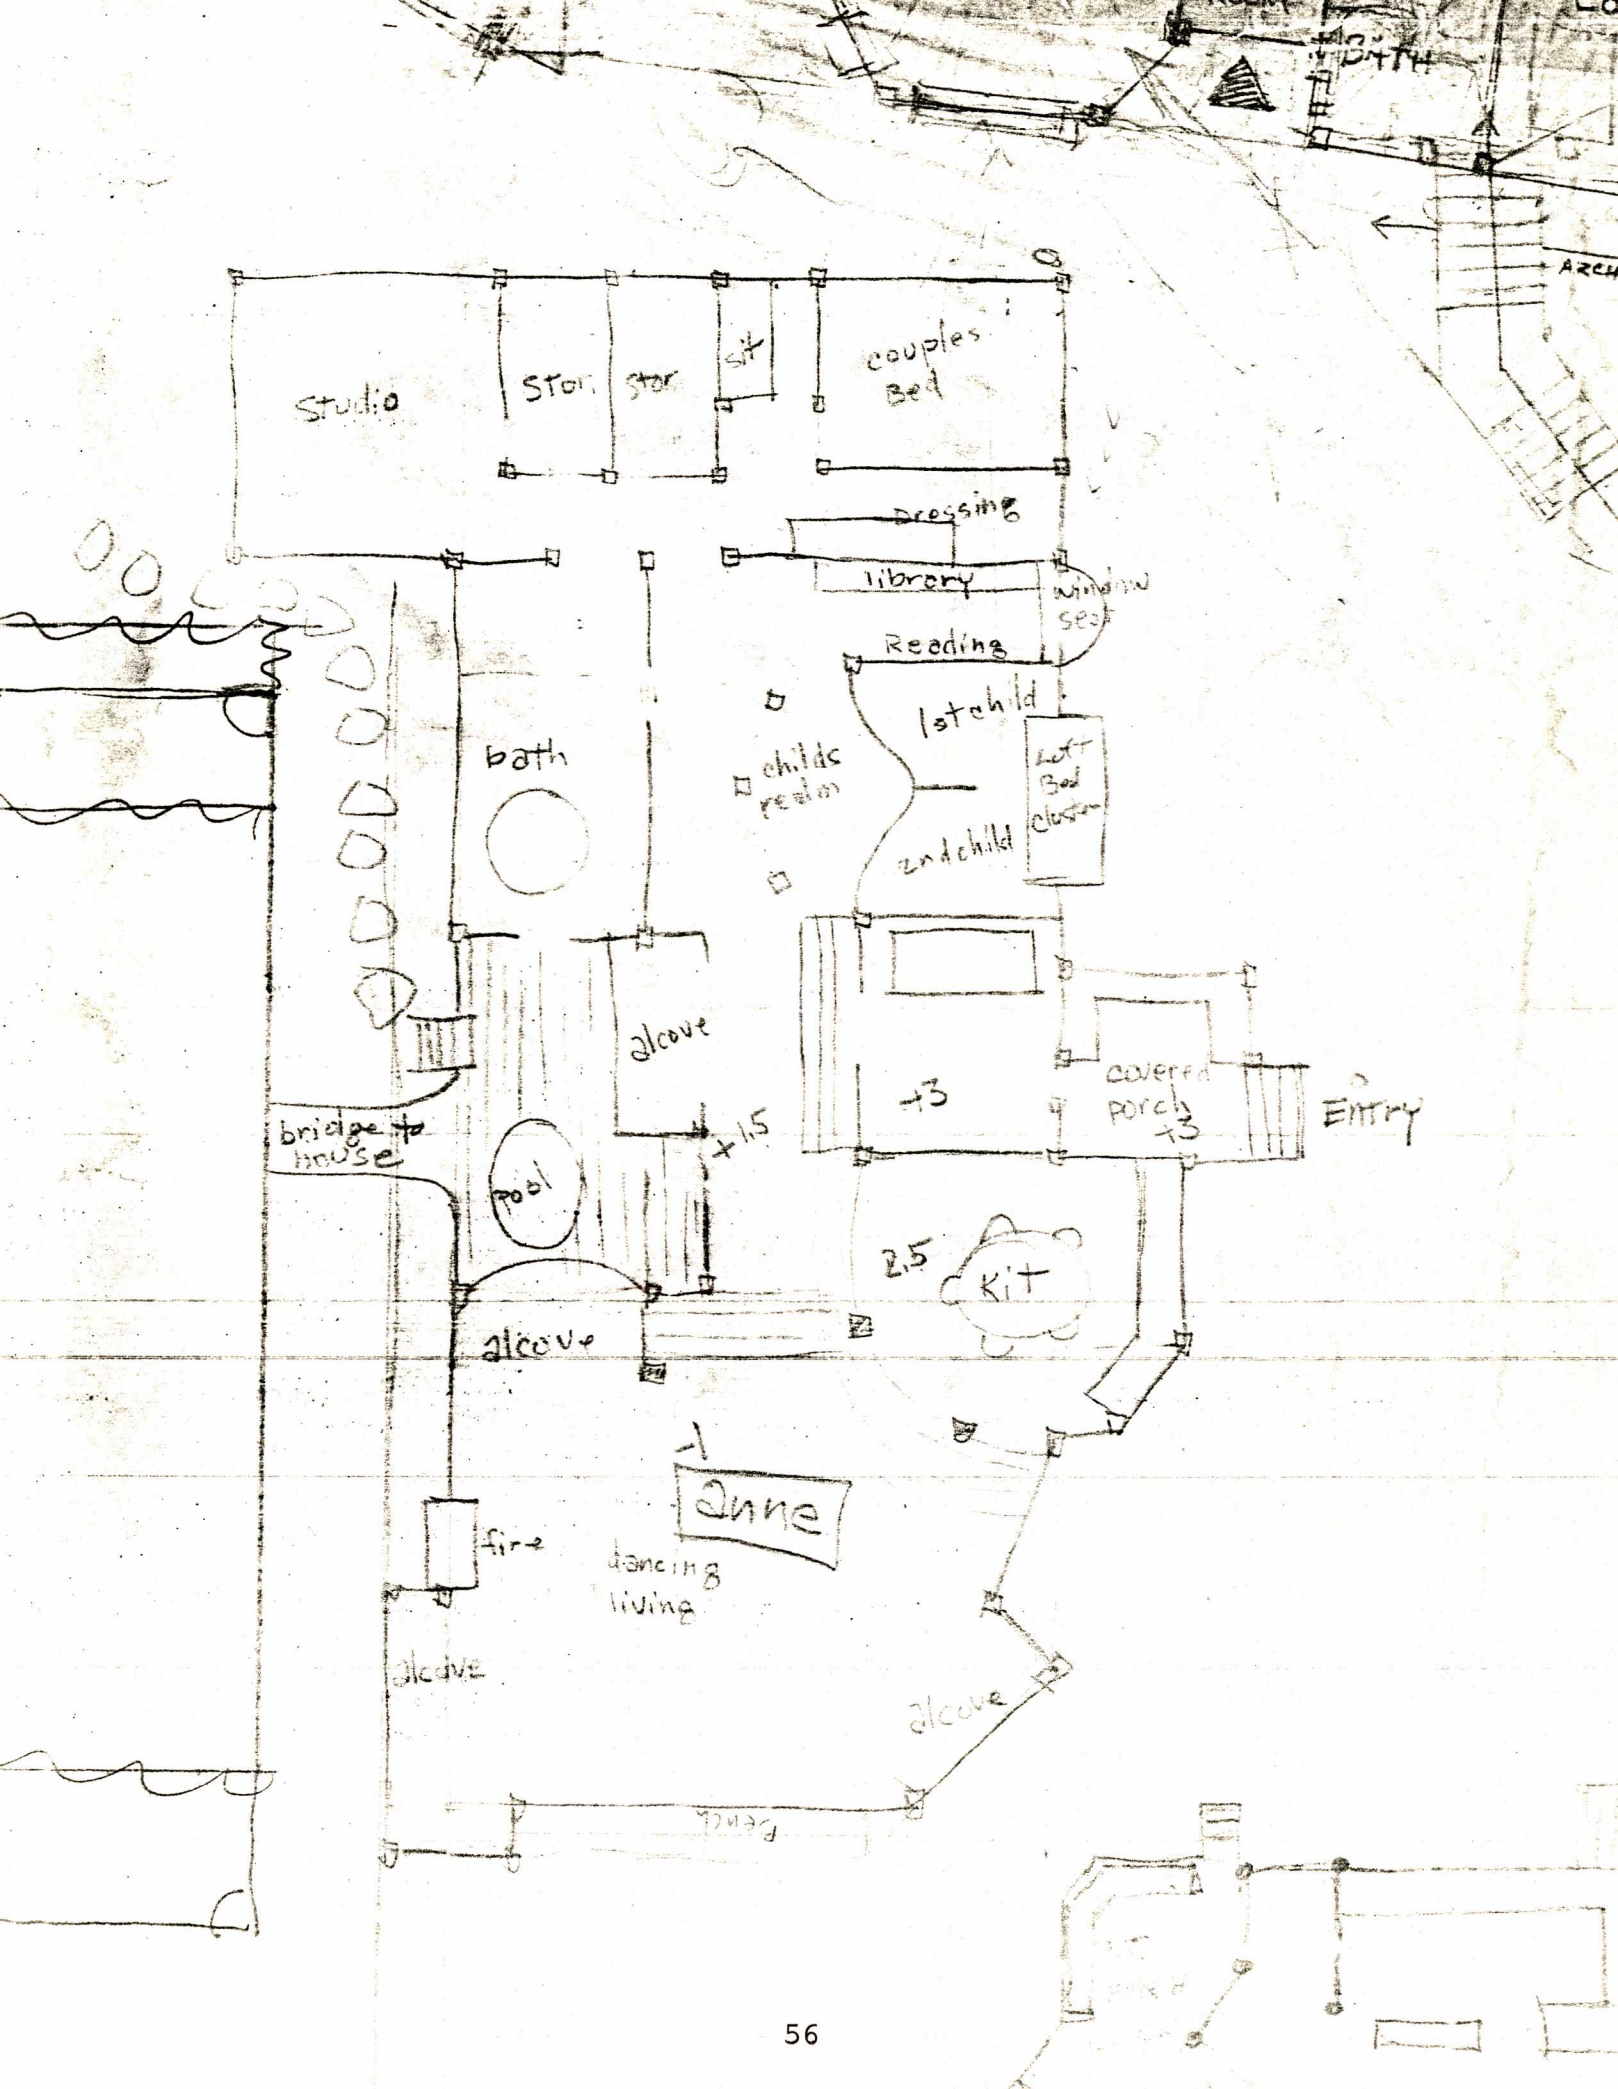 BATH
ARCH
Studio
Stor.
stor
sit
couples
Bed
Dressing
library
window
seat
Reading
1st child
Loft
Bed
Cluster
bath
childs
realm
2nd child
alcove
+3
covered
porch
+3
Entry
bridge to
house
+1.5
pool
2.5
Kit
alcove
anne
fire
dancing
living
alcove
alcove
Bench
56